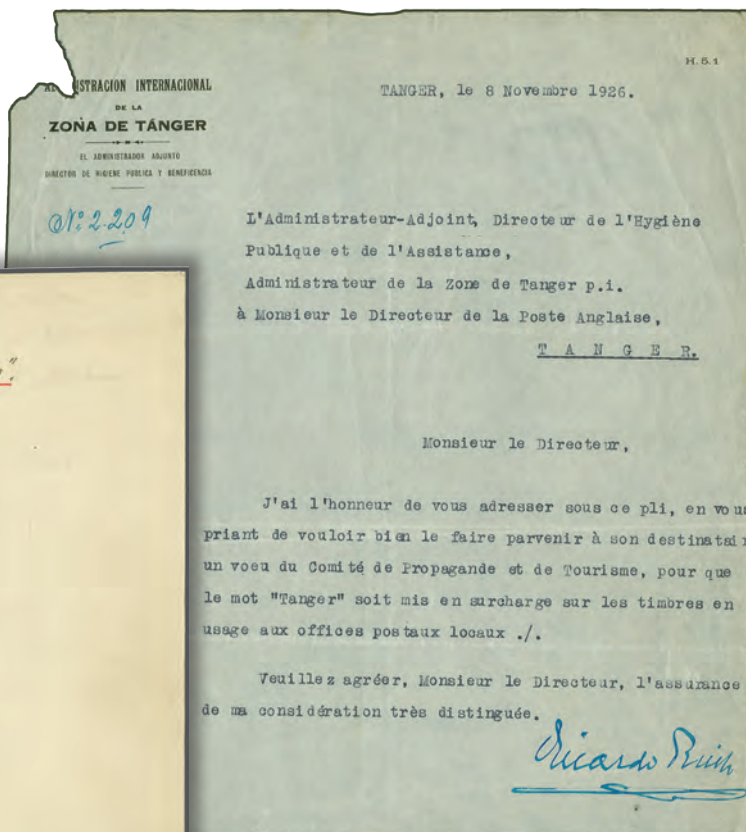 H.5.1
ISTRACION INTERNACIONAL
DE LA
ZONA DE TÁNGER
EL ADMINISTRADOR ADJUNTO
DIRECTOR DE HIGIENE PUBLICA Y BENEFICENCIA
Nº 2.209
TANGER, le 8 Novembre 1926.
L'Administrateur-Adjoint, Directeur de l'Hygiène
Publique et de l'Assistance,
Administrateur de la Zone de Tanger p.i.
à Monsieur le Directeur de la Poste Anglaise,
T A N G E R.
Monsieur le Directeur,
J'ai l'honneur de vous adresser sous ce pli, en vous
priant de vouloir bien le faire parvenir à son destinatai
un voeu du Comité de Propagande et de Tourisme, pour que
le mot "Tanger" soit mis en surcharge sur les timbres en
usage aux offices postaux locaux ./.
Veuillez agréer, Monsieur le Directeur, l'assurance
de ma considération très distinguée.
Ricardo Ruiz